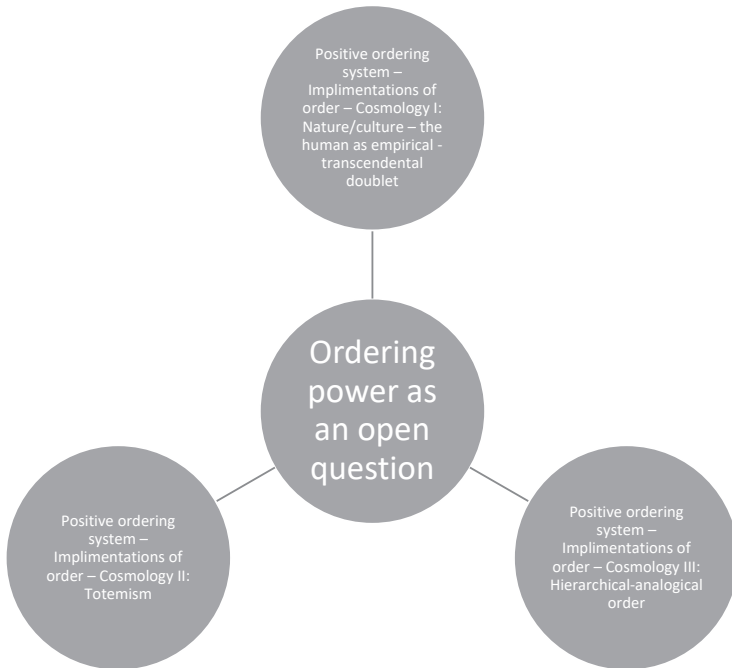 Positive ordering
system –
Implimentations of
order – Cosmology I:
Nature/culture – the
human as empirical -
transcendental
doublet
Ordering
power as
an open
question
Positive ordering
system –
Implimentations of
order – Cosmology II:
Totemism
Positive ordering
system –
Implimentations of
order – Cosmology III:
Hierarchical-analogical
order